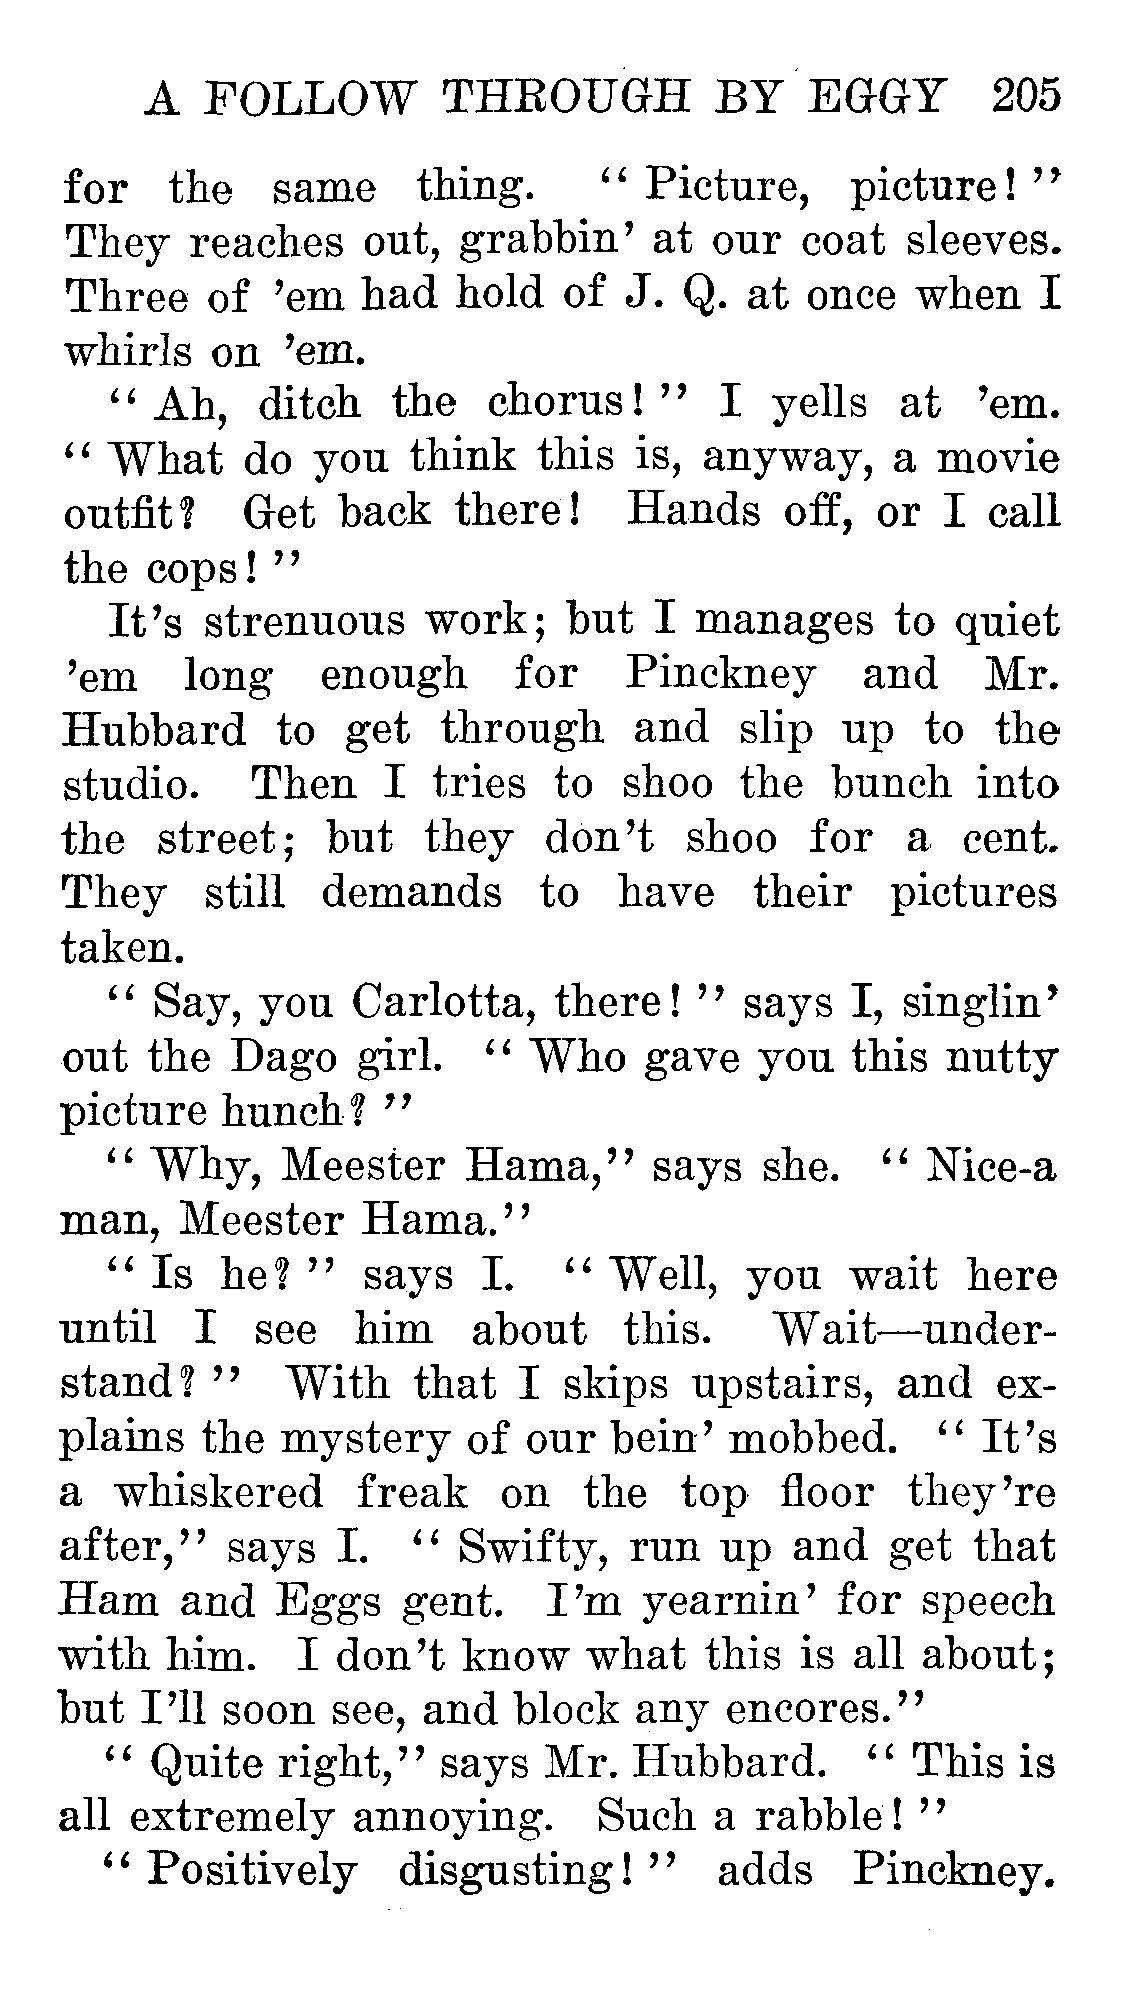 A FOLLOW THROUGH BY EGGY 205
for the same thing. “Picture, picture!”
They reaches out, grabbin’ at our coat sleeves.
Three of ’em had hold of J. Q. at once when I
whirls on ’em.
“Ah, ditch the chorus!” I yells at ’em.
“What do you think this is, anyway, a movie
outfit? Get back there! Hands off, or I call
the cops!”
It’s strenuous work; but I manages to quiet
’em long enough for Pinckney and Mr.
Hubbard to get through and slip up to the
studio. Then I tries to shoo the bunch into
the street; but they don’t shoo for a cent.
They still demands to have their pictures
taken.
“Say, you Carlotta, there!” says I, singlin’
out the Dago girl. “Who gave you this nutty
picture hunch?”
“Why, Meester Hama,” says she. “Nice-a
man, Meester Hama.”
“Is he?” says I. “Well, you wait here
until I see him about this. Wait—under-
stand?” With that I skips upstairs, and ex-
plains the mystery of our bein’ mobbed. “It’s
a whiskered freak on the top floor they’re
after,” says I. “Swifty, run up and get that
Ham and Eggs gent. I’m yearnin’ for speech
with him. I don’t know what this is all about;
but I’ll soon see, and block any encores.”
“Quite right,” says Mr. Hubbard. “This is
all extremely annoying. Such a rabble!”
“Positively disgusting!” adds Pinckney.